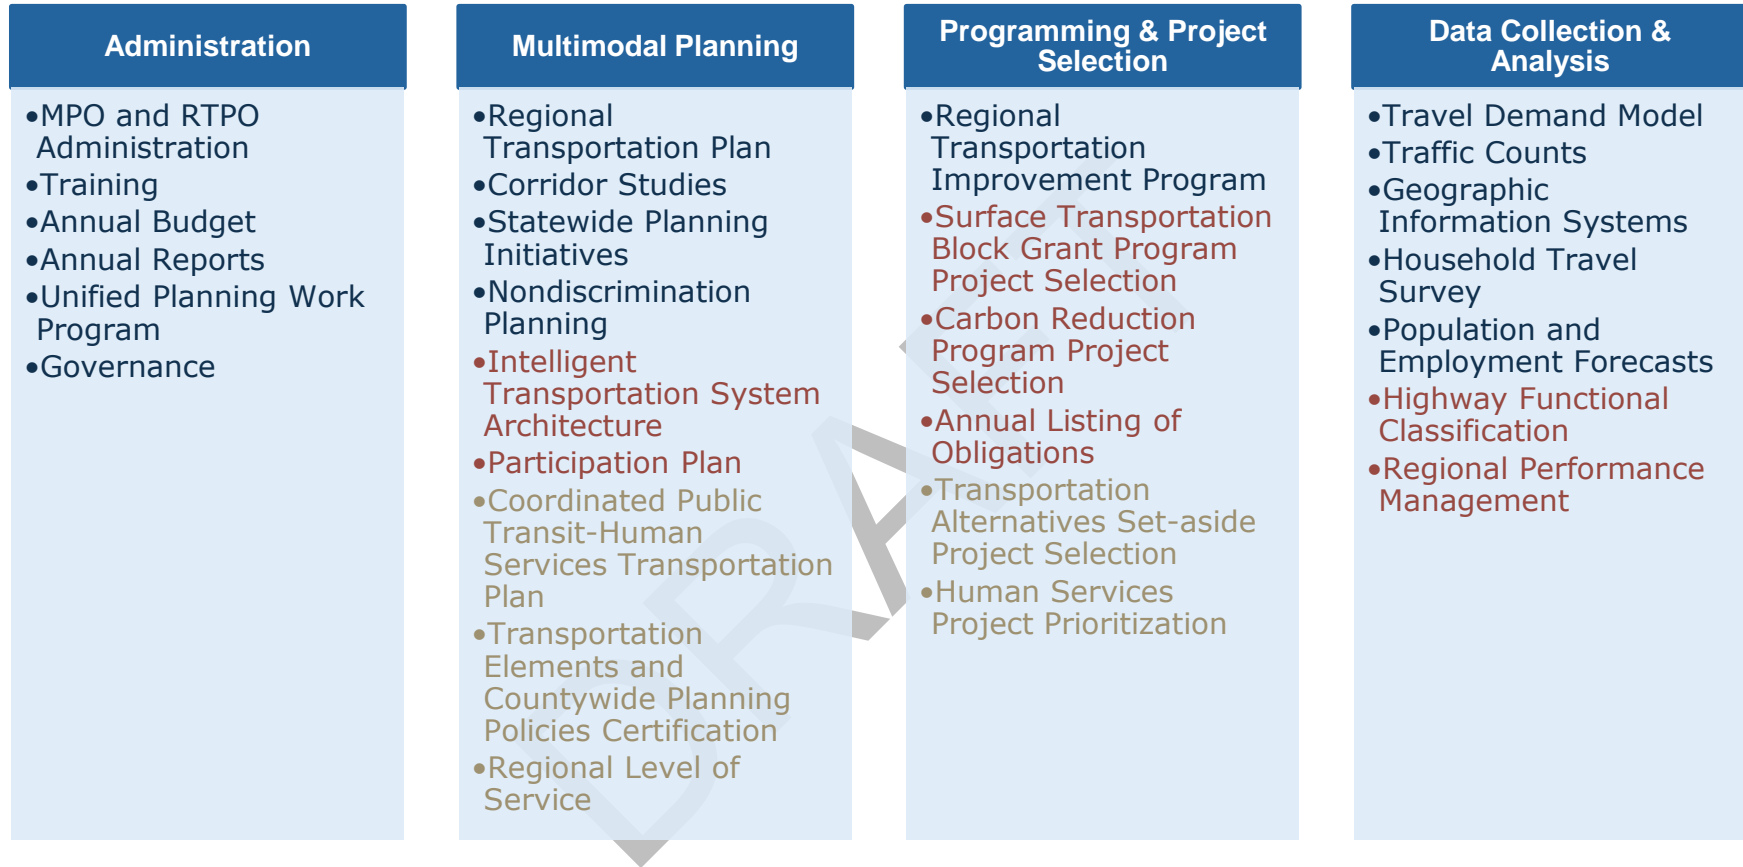 Administration
•MPO and RTPO
Administration
•Training
•Annual Budget
•Annual Reports
•Unified Planning Work
Program
•Governance
Multimodal Planning
•Regional
Transportation Plan
•Corridor Studies
•Statewide Planning
Initiatives
•Nondiscrimination
Planning
•Intelligent
Transportation System
Architecture
•Participation Plan
•Coordinated Public
Transit-Human
Services Transportation
Plan
•Transportation
Elements and
Countywide Planning
Policies Certification
•Regional Level of
Service
Programming & Project
Selection
•Regional
Transportation
Improvement Program
•Surface Transportation
Block Grant Program
Project Selection
•Carbon Reduction
Program Project
Selection
•Annual Listing of
Obligations
•Transportation
Alternatives Set-aside
Project Selection
•Human Services
Project Prioritization
Data Collection &
Analysis
•Travel Demand Model
•Traffic Counts
•Geographic
Information Systems
•Household Travel
Survey
•Population and
Employment Forecasts
•Highway Functional
Classification
•Regional Performance
Management
DRAFT